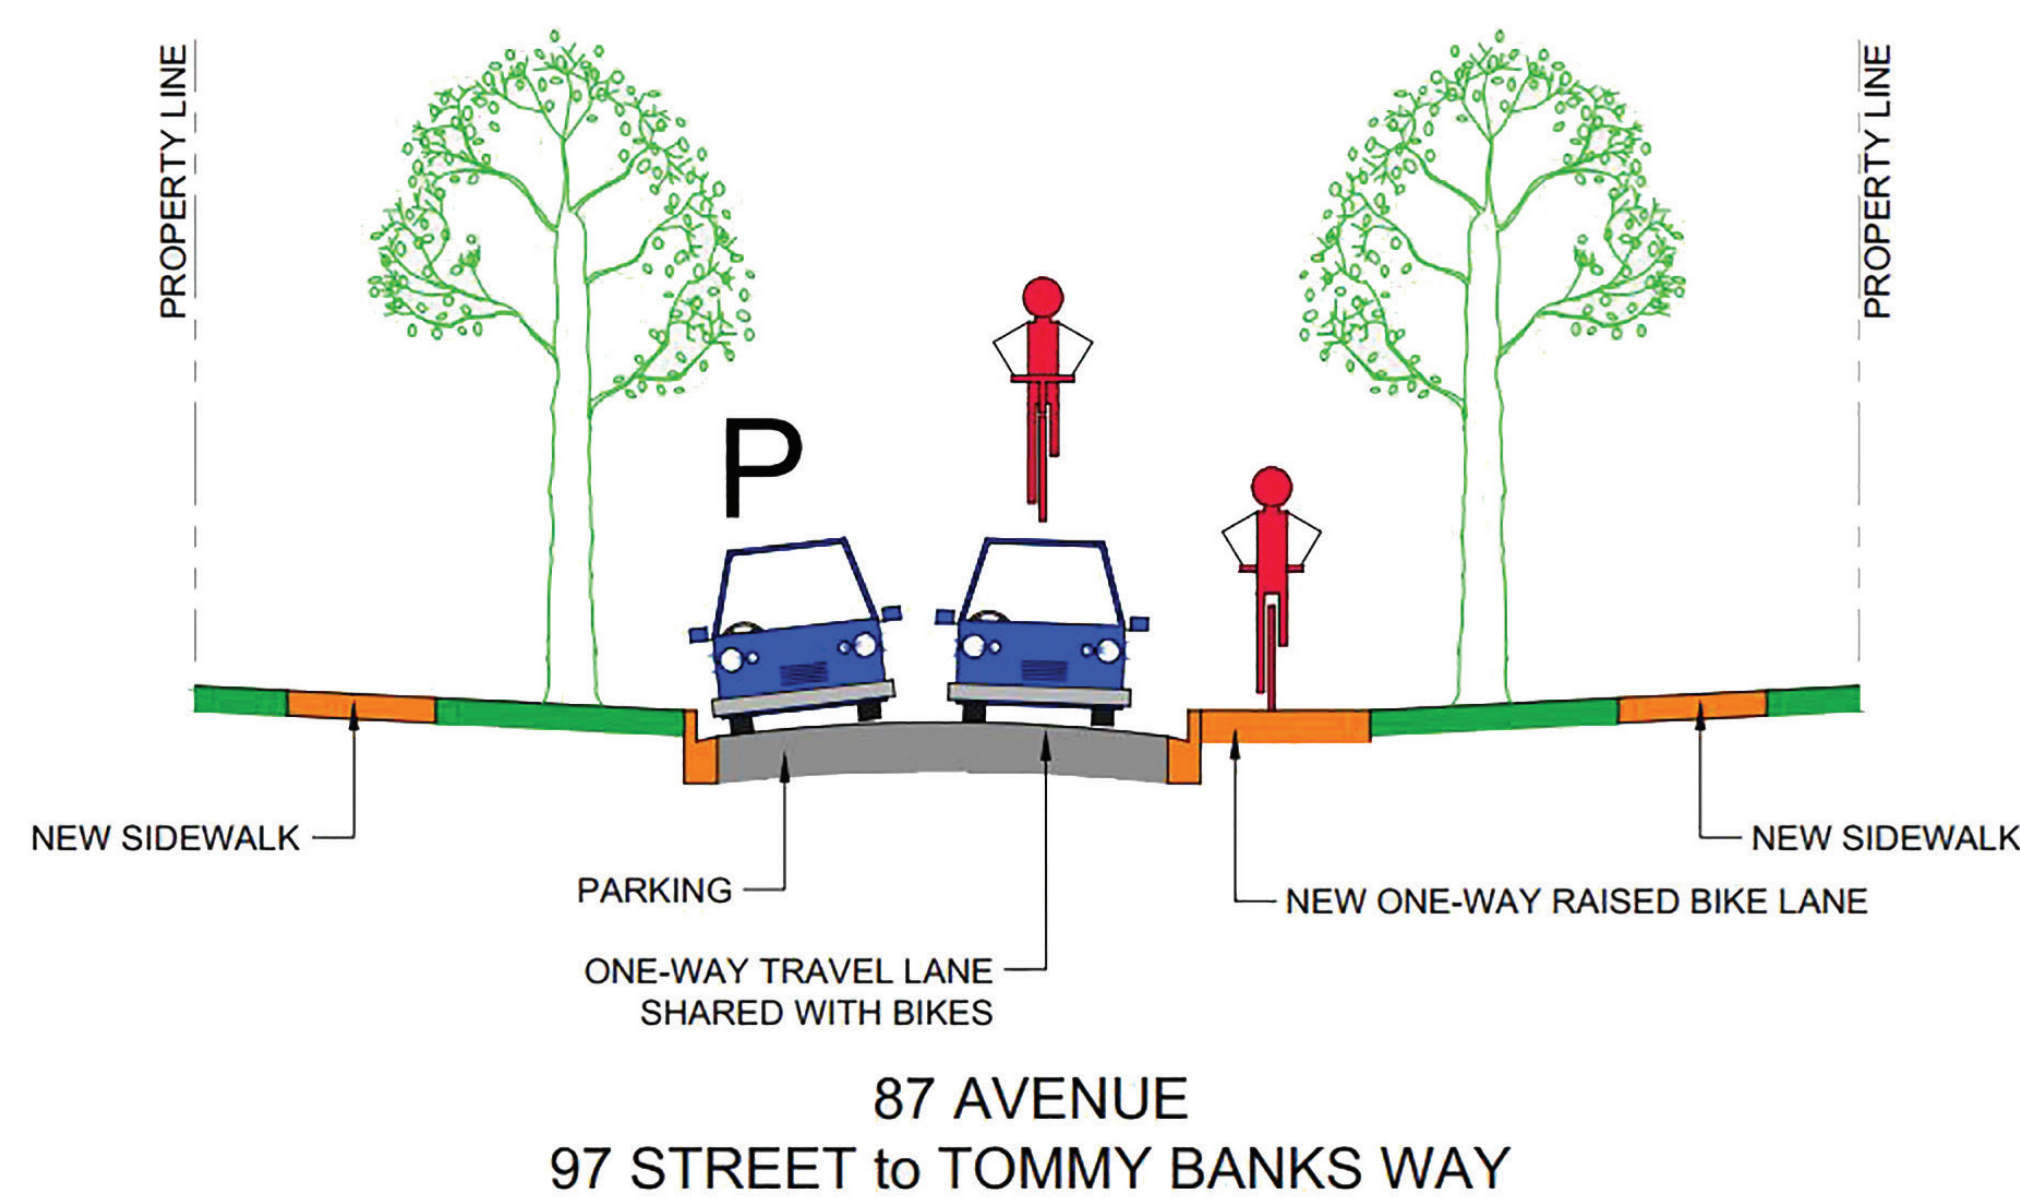 PROPERTY LINE
PROPERTY LINE
P
NEW SIDEWALK
NEW SIDEWALK
PARKING
NEW ONE-WAY RAISED BIKE LANE
ONE-WAY TRAVEL LANE
SHARED WITH BIKES
87 AVENUE
97 STREET to TOMMY BANKS WAY